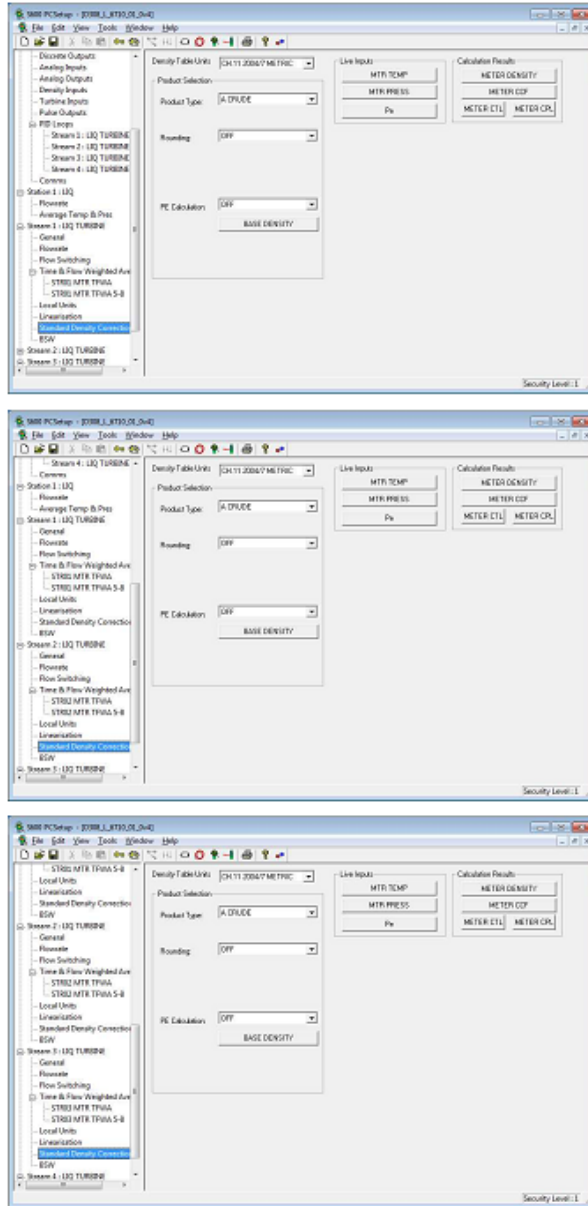 S600 PCSetup - [D308_L_6710_01_0v4]
File Edit View Tools Window Help
Discrete Outputs
Analog Inputs
Analog Outputs
Density Inputs
Turbine Inputs
Pulse Outputs
PID Loops
Stream 1 : LIQ TURBINE
Stream 2 : LIQ TURBINE
Stream 3 : LIQ TURBINE
Stream 4 : LIQ TURBINE
Comms
Station 1 : LIQ
Flowrate
Average Temp & Pres
Stream 1 : LIQ TURBINE
General
Flowrate
Flow Switching
Time & Flow Weighted Ave
STR01 MTR TFWA
STR01 MTR TFWA 5-8
Local Units
Linearisation
Standard Density Correctio
BSW
Stream 2 : LIQ TURBINE
Stream 3 : LIQ TURBINE
Density Table Units CH.11 2004/7 METRIC
Product Selection
Product Type: A CRUDE
Rounding: OFF
PE Calculation: OFF
BASE DENSITY
Live Inputs
MTR TEMP
MTR PRESS
Pe
Calculation Results
METER DENSITY
METER CCF
METER CTL METER CPL
Security Level : 1
S600 PCSetup - [D308_L_6710_01_0v4]
File Edit View Tools Window Help
Stream 4 : LIQ TURBINE
Comms
Station 1 : LIQ
Flowrate
Average Temp & Pres
Stream 1 : LIQ TURBINE
General
Flowrate
Flow Switching
Time & Flow Weighted Ave
STR01 MTR TFWA
STR01 MTR TFWA 5-8
Local Units
Linearisation
Standard Density Correctio
BSW
Stream 2 : LIQ TURBINE
General
Flowrate
Flow Switching
Time & Flow Weighted Ave
STR02 MTR TFWA
STR02 MTR TFWA 5-8
Local Units
Linearisation
Standard Density Correctio
BSW
Stream 3 : LIQ TURBINE
Density Table Units CH.11 2004/7 METRIC
Product Selection
Product Type: A CRUDE
Rounding: OFF
PE Calculation: OFF
BASE DENSITY
Live Inputs
MTR TEMP
MTR PRESS
Pe
Calculation Results
METER DENSITY
METER CCF
METER CTL METER CPL
Security Level : 1
S600 PCSetup - [D308_L_6710_01_0v4]
File Edit View Tools Window Help
STR01 MTR TFWA 5-8
Local Units
Linearisation
Standard Density Correctio
BSW
Stream 2 : LIQ TURBINE
General
Flowrate
Flow Switching
Time & Flow Weighted Ave
STR02 MTR TFWA
STR02 MTR TFWA 5-8
Local Units
Linearisation
Standard Density Correctio
BSW
Stream 3 : LIQ TURBINE
General
Flowrate
Flow Switching
Time & Flow Weighted Ave
STR03 MTR TFWA
STR03 MTR TFWA 5-8
Local Units
Linearisation
Standard Density Correctio
BSW
Stream 4 : LIQ TURBINE
Density Table Units CH.11 2004/7 METRIC
Product Selection
Product Type: A CRUDE
Rounding: OFF
PE Calculation: OFF
BASE DENSITY
Live Inputs
MTR TEMP
MTR PRESS
Pe
Calculation Results
METER DENSITY
METER CCF
METER CTL METER CPL
Security Level : 1